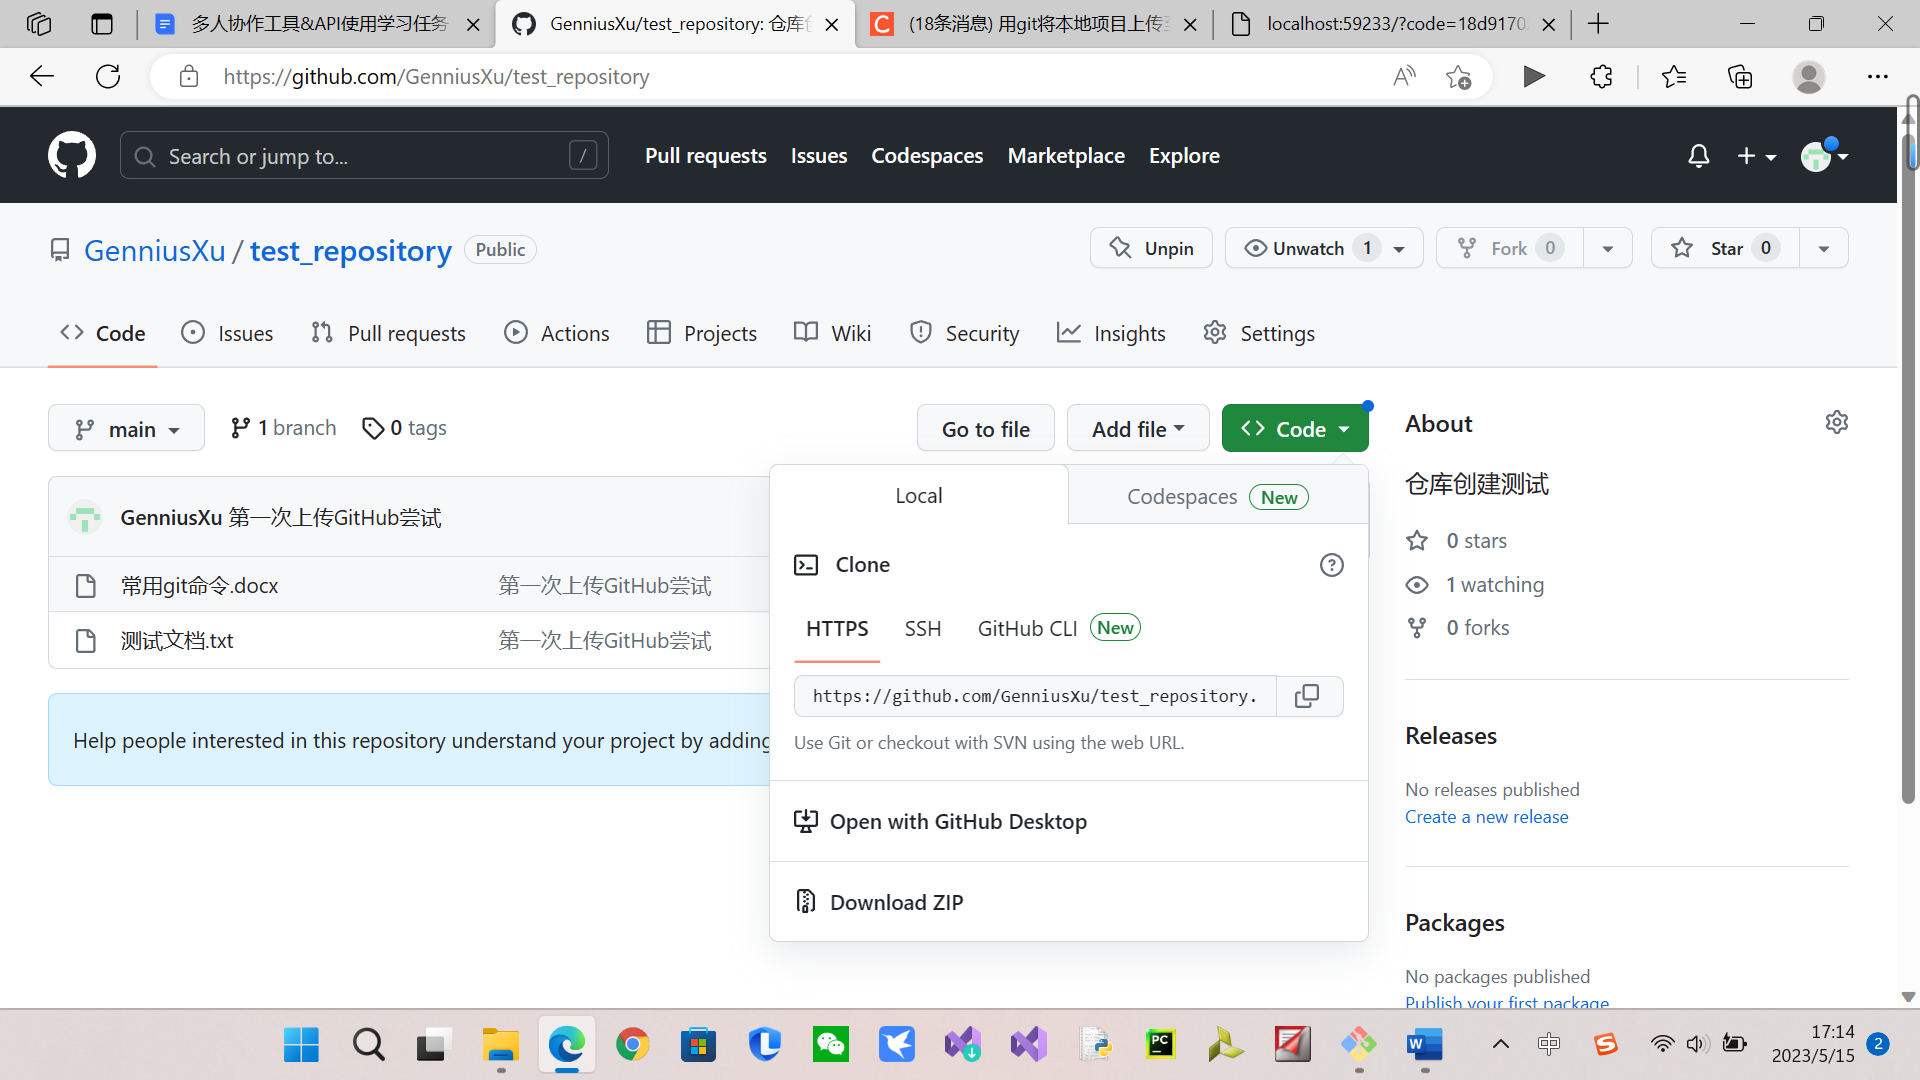 多人协作工具&API使用学习任务
GenniusXu/test_repository: 仓库
(18条消息) 用git将本地项目上传
localhost:59233/?code=18d9170
https://github.com/GenniusXu/test_repository
Search or jump to...
/
Pull requests
Issues
Codespaces
Marketplace
Explore
GenniusXu / test_repository
Public
Unpin
Unwatch 1
Fork 0
Star 0
Code
Issues
Pull requests
Actions
Projects
Wiki
Security
Insights
Settings
main
1 branch
0 tags
Go to file
Add file
Code
About
仓库创建测试
0 stars
1 watching
0 forks
GenniusXu 第一次上传GitHub尝试
常用git命令.docx
第一次上传GitHub尝试
测试文档.txt
第一次上传GitHub尝试
Help people interested in this repository understand your project by adding
Local
Codespaces New
Clone
HTTPS
SSH
GitHub CLI New
https://github.com/GenniusXu/test_repository.
Use Git or checkout with SVN using the web URL.
Open with GitHub Desktop
Download ZIP
Releases
No releases published
Create a new release
Packages
No packages published
Publish your first package
PC
W
中
S
17:14
2023/5/15
2